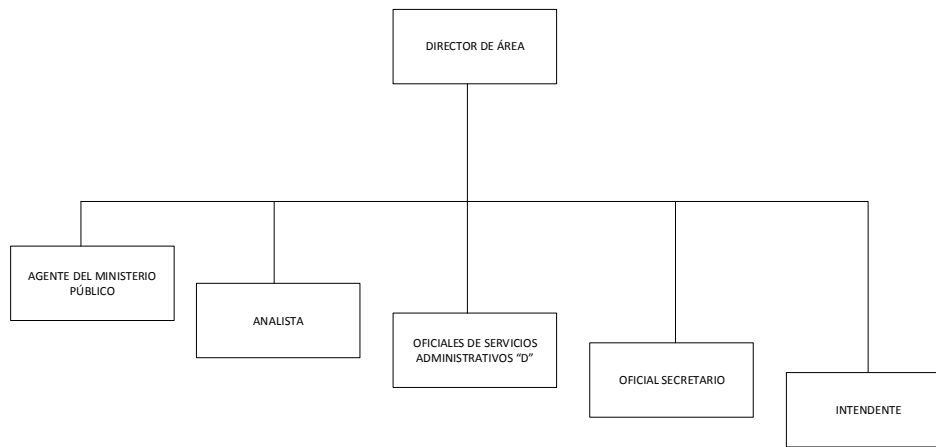 DIRECTOR DE ÁREA
AGENTE DEL MINISTERIO
PÚBLICO
ANALISTA
OFICIALES DE SERVICIOS
ADMINISTRATIVOS “D”
OFICIAL SECRETARIO
INTENDENTE